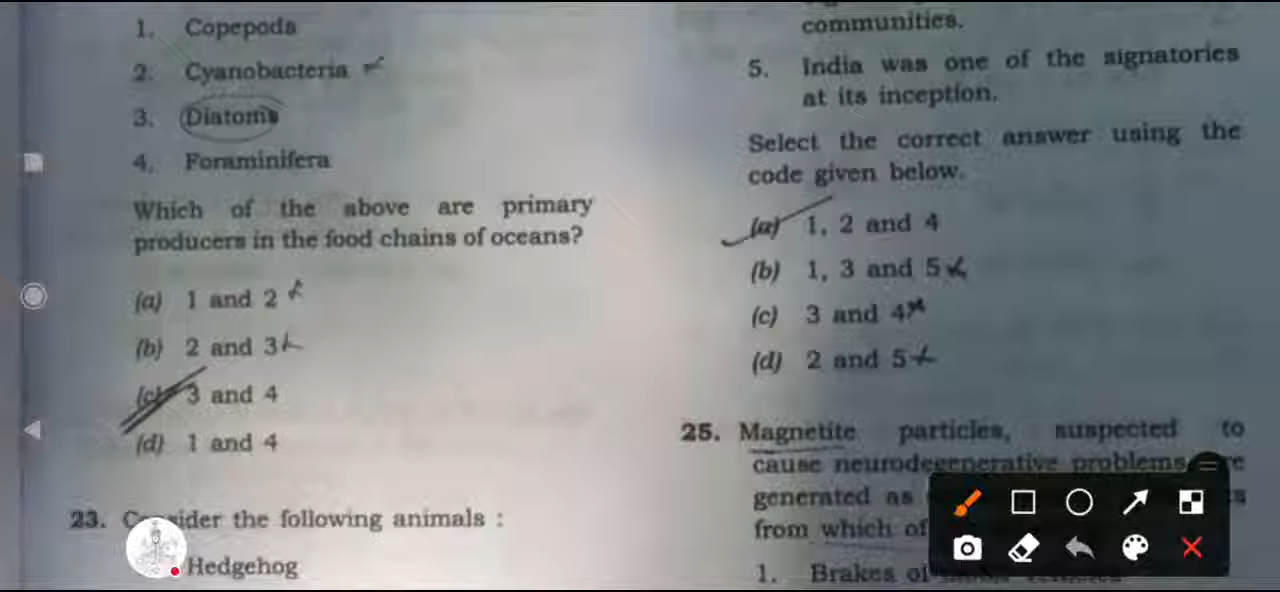 1. Copepods
2. Cyanobacteria
3. Diatoms
4. Foraminifera
Which of the above are primary
producers in the food chains of oceans?
(a) 1 and 2
(b) 2 and 3
(c) 3 and 4
(d) 1 and 4
23. Consider the following animals :
Hedgehog
communities.
5. India was one of the signatories
at its inception.
Select the correct answer using the
code given below.
(a) 1, 2 and 4
(b) 1, 3 and 5
(c) 3 and 4
(d) 2 and 5
25. Magnetite particles, suspected to
cause neurodegenerative problems,
generated as
from which of
1. Brakes of